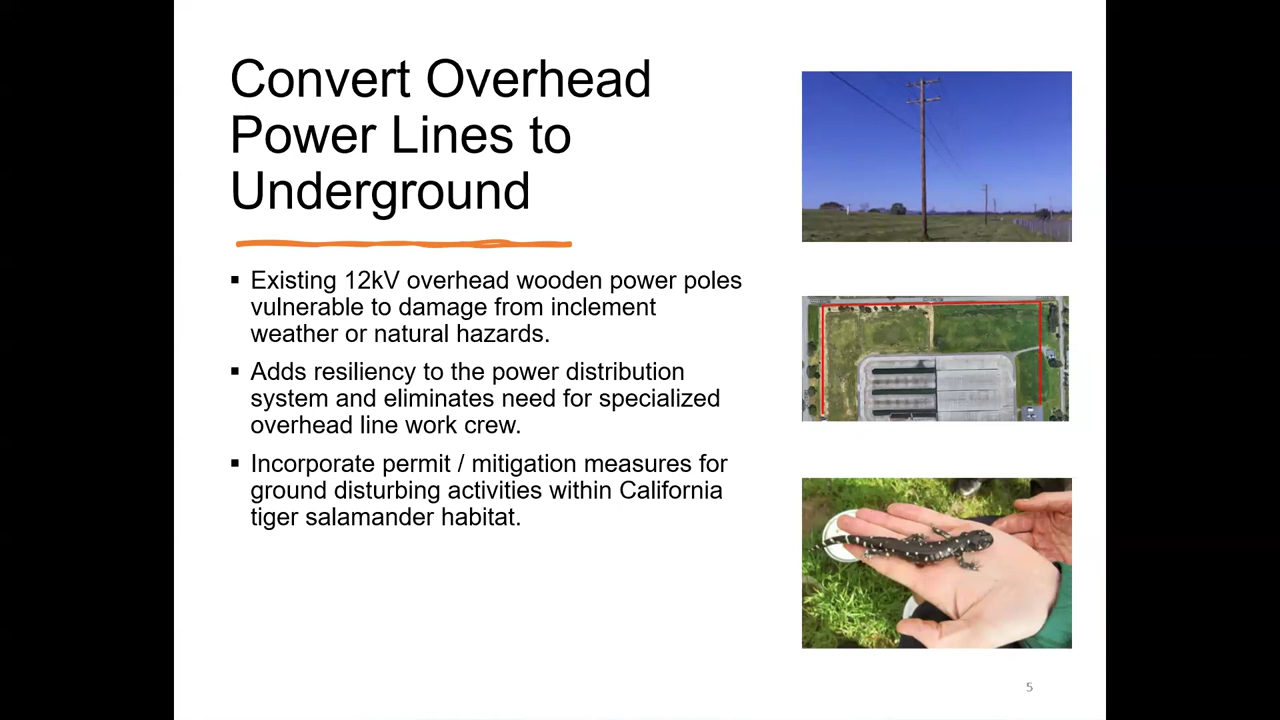 Convert Overhead
Power Lines to
Underground
▪ Existing 12kV overhead wooden power poles
vulnerable to damage from inclement
weather or natural hazards.
▪ Adds resiliency to the power distribution
system and eliminates need for specialized
overhead line work crew.
▪ Incorporate permit / mitigation measures for
ground disturbing activities within California
tiger salamander habitat.
5